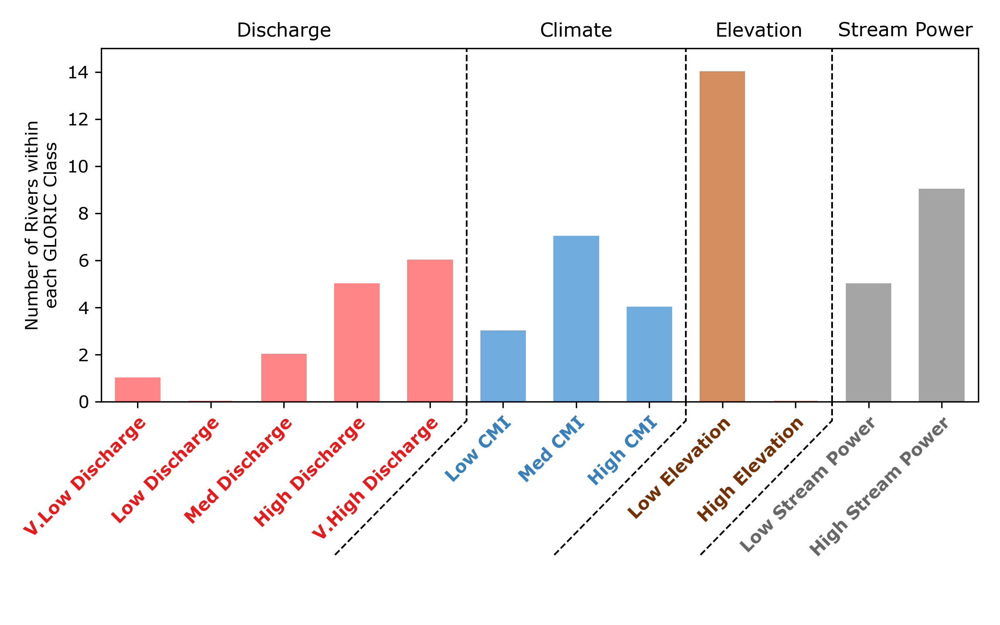 Discharge
Climate
Elevation
Stream Power
Number of Rivers within
each GLORIC Class
14
12
10
8
6
4
2
0
V.Low Discharge
Low Discharge
Med Discharge
High Discharge
V.High Discharge
Low CMI
Med CMI
High CMI
Low Elevation
High Elevation
Low Stream Power
High Stream Power